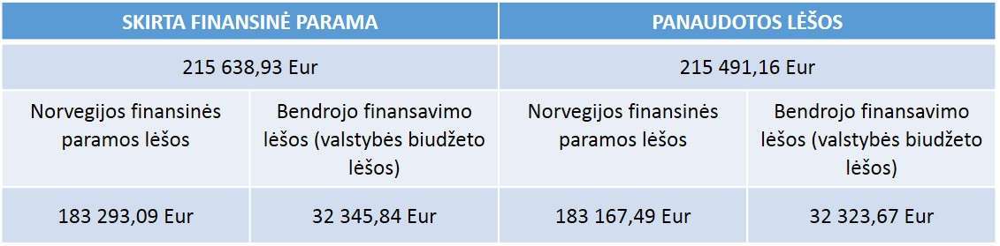 SKIRTA FINANSINĖ PARAMA
PANAUDOTOS LĖŠOS
215 638,93 Eur
215 491,16 Eur
Norvegijos finansinės
paramos lėšos
Bendrojo finansavimo
lėšos (valstybės biudžeto
lėšos)
Norvegijos finansinės
paramos lėšos
Bendrojo finansavimo
lėšos (valstybės biudžeto
lėšos)
183 293,09 Eur
32 345,84 Eur
183 167,49 Eur
32 323,67 Eur